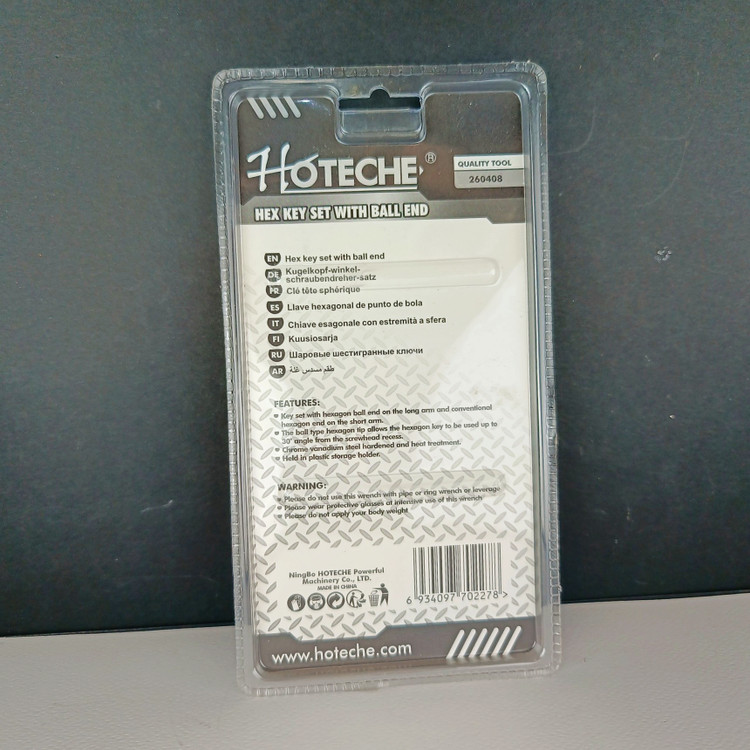 HOTECHE®
QUALITY TOOL
260408
HEX KEY SET WITH BALL END
EN Hex key set with ball end
DE Kugelkopf-winkel-
schraubendreher-satz
FR Clé tête sphérique
ES Llave hexagonal de punto de bola
IT Chiave esagonale con estremità a sfera
FI Kuusiosarja
RU Шаровые шестигранные ключи
AR طقم مسدس
FEATURES:
• Key set with hexagon ball end on the long arm and conventional
hexagon end on the short arm.
• The ball type hexagon tip allows the hexagon key to be used up to
30° angle from the screwhead recess.
• Chrome vanadium steel hardened and heat treatment.
• Held in plastic storage holder.
WARNING:
• Please do not use this wrench with pipe or ring wrench or leverage
• Please wear protective glasses at intensive use of this wrench
• Please do not apply your body weight
NingBo HOTECHE Powerful
Machinery Co., LTD.
MADE IN CHINA
6 934097 702278 >
www.hoteche.com